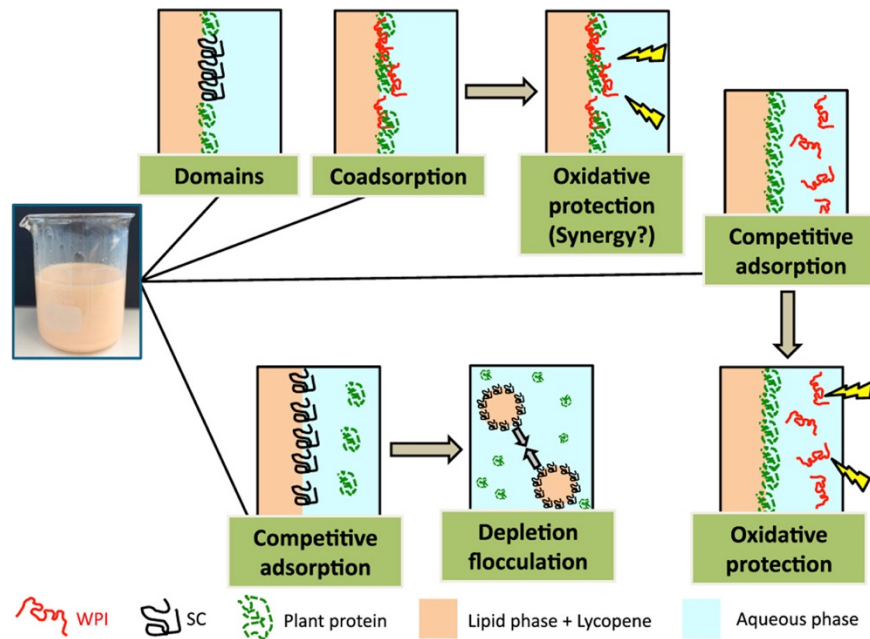 Domains
Coadsorption
Oxidative
protection
(Synergy?)
Competitive
adsorption
Competitive
adsorption
Depletion
flocculation
Oxidative
protection
WPI
SC
Plant protein
Lipid phase + Lycopene
Aqueous phase